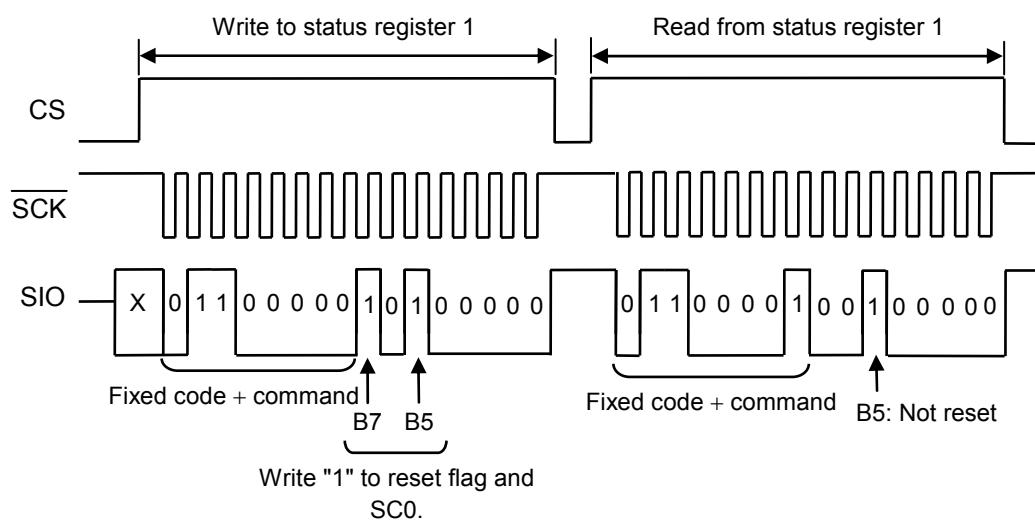 Write to status register 1
Read from status register 1
CS
SCK
SIO
X 0 1 1 0 0 0 0 0 1 0 1 0 0 0 0 0
0 1 1 0 0 0 0 1 0 0 1 0 0 0 0 0
Fixed code + command
B7 B5
Write "1" to reset flag and
SC0.
Fixed code + command
B5: Not reset